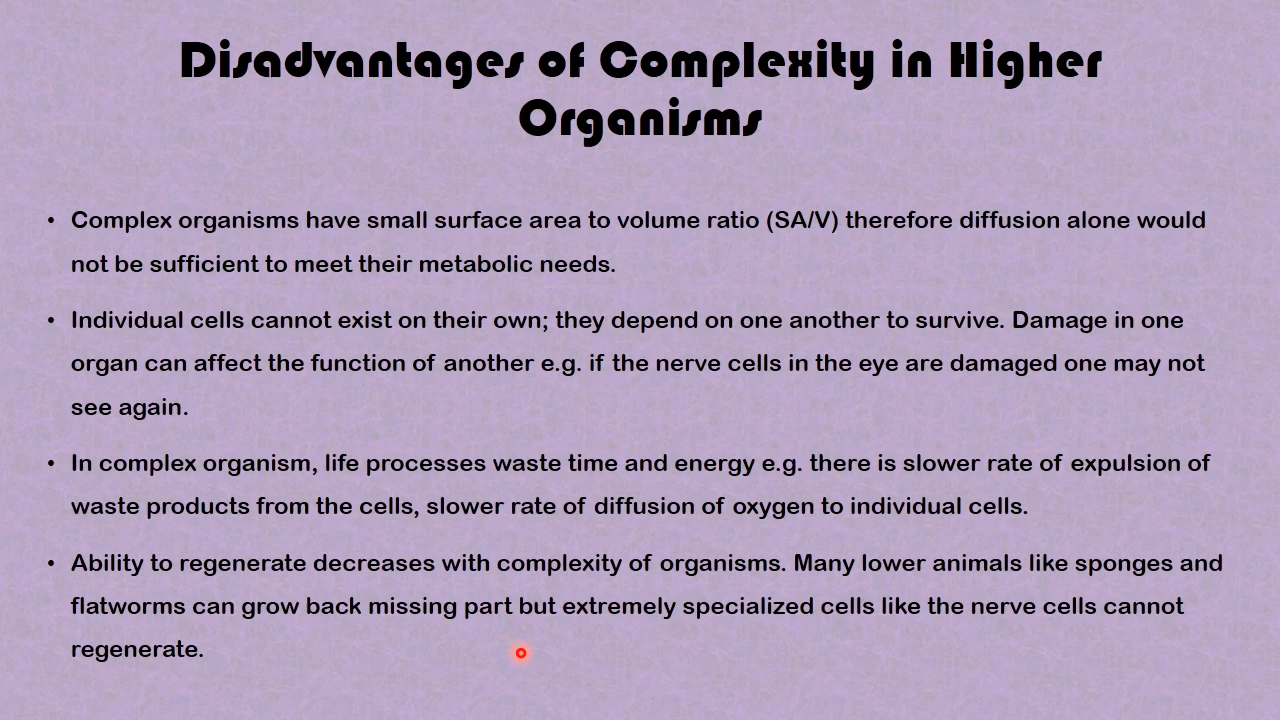 Disadvantages of Complexity in Higher
Organisms
• Complex organisms have small surface area to volume ratio (SA/V) therefore diffusion alone would
not be sufficient to meet their metabolic needs.
• Individual cells cannot exist on their own; they depend on one another to survive. Damage in one
organ can affect the function of another e.g. if the nerve cells in the eye are damaged one may not
see again.
• In complex organism, life processes waste time and energy e.g. there is slower rate of expulsion of
waste products from the cells, slower rate of diffusion of oxygen to individual cells.
• Ability to regenerate decreases with complexity of organisms. Many lower animals like sponges and
flatworms can grow back missing part but extremely specialized cells like the nerve cells cannot
regenerate.